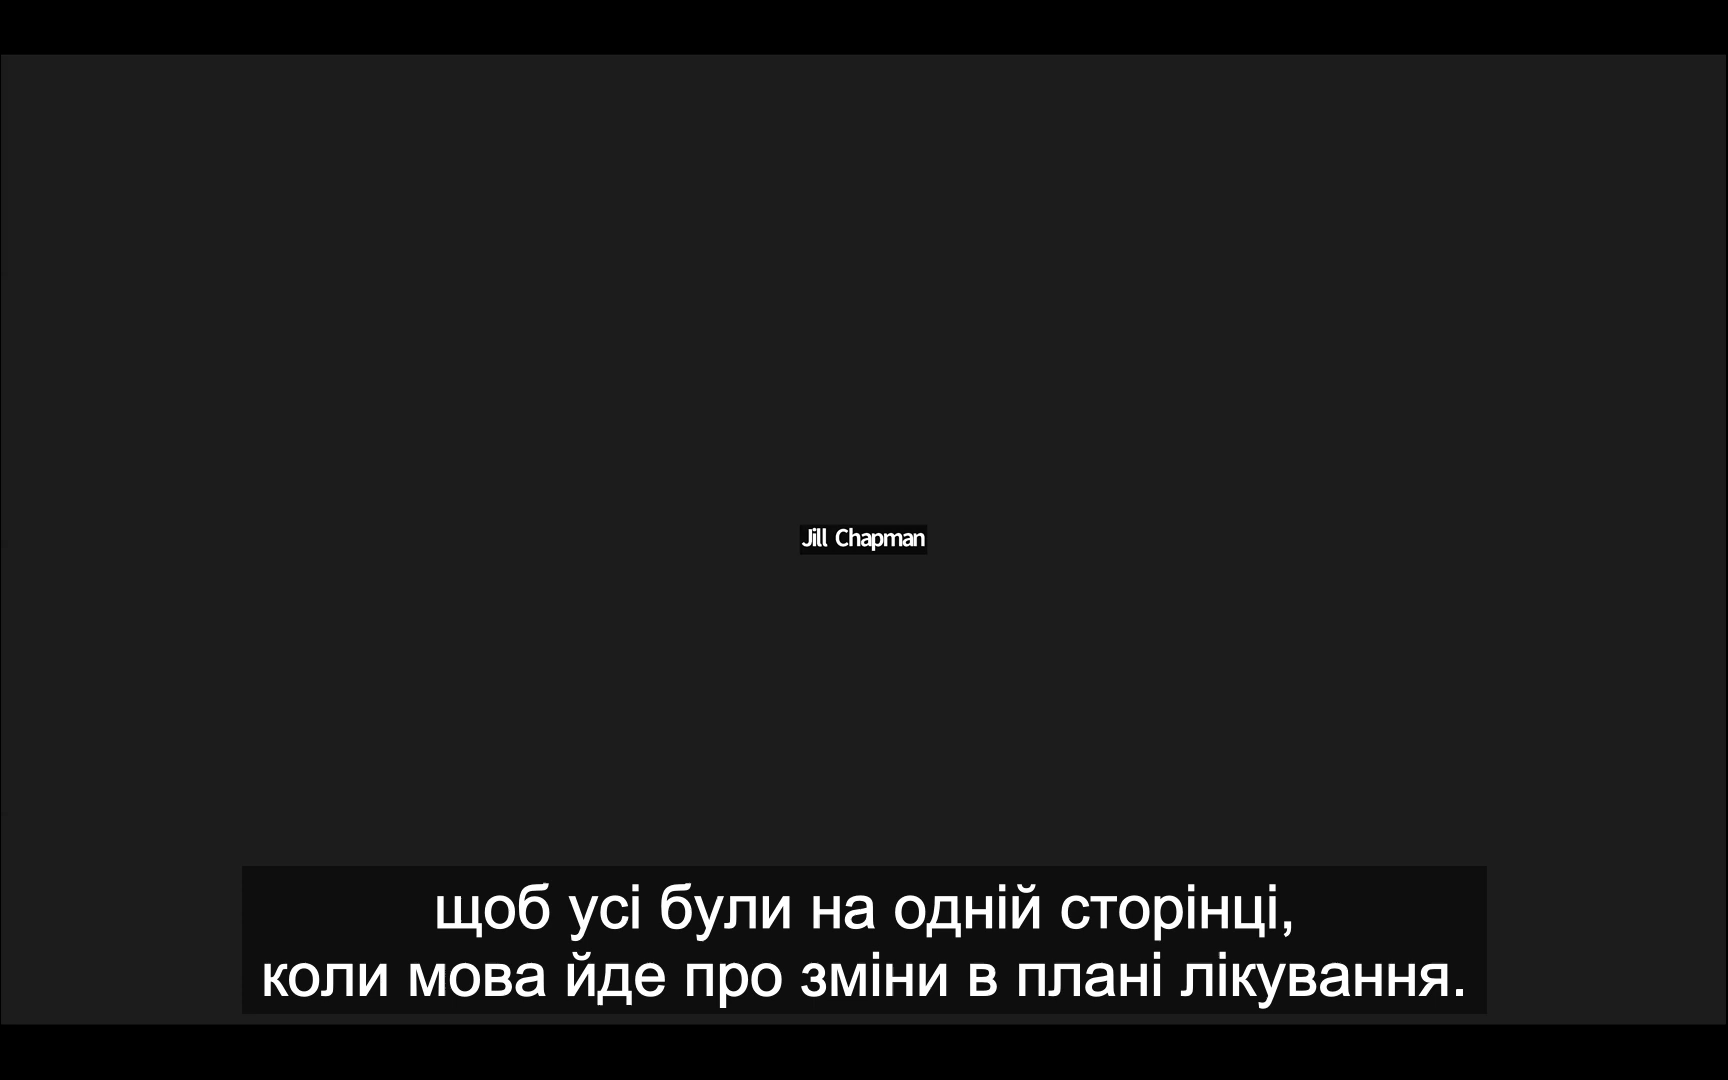 Jill Chapman
щоб усі були на одній сторінці,
коли мова йде про зміни в плані лікування.